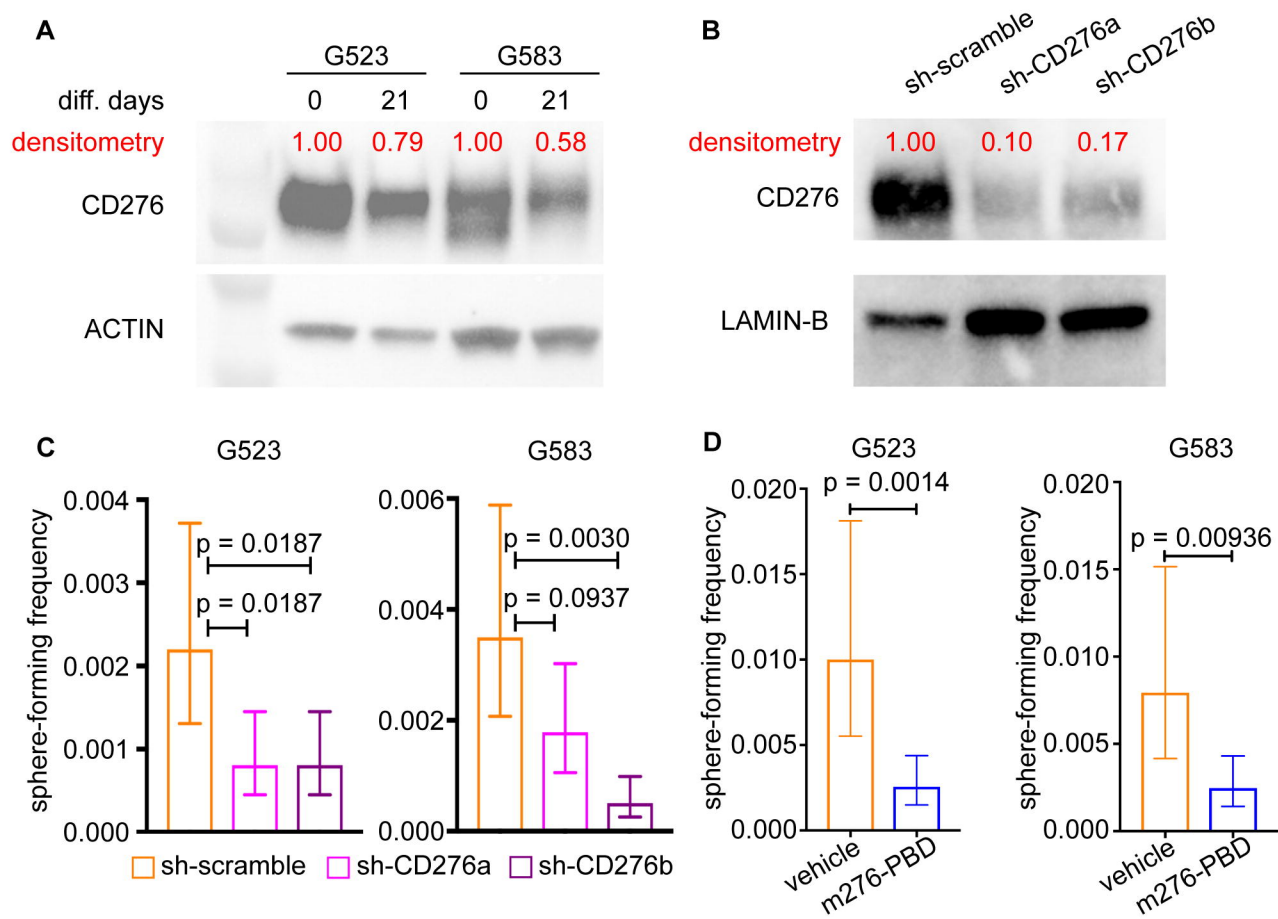 A
G523 G583
diff. days 0 21 0 21
densitometry 1.00 0.79 1.00 0.58
CD276
ACTIN
B
sh-scramble sh-CD276a sh-CD276b
densitometry 1.00 0.10 0.17
CD276
LAMIN-B
C
G523
sphere-forming frequency
0.004
0.003
0.002
0.001
0.000
p = 0.0187
p = 0.0187
G583
0.006
0.004
0.002
0.000
p = 0.0030
p = 0.0937
sh-scramble sh-CD276a sh-CD276b
D
G523
sphere-forming frequency
0.020
0.015
0.010
0.005
0.000
p = 0.0014
vehicle
m276-PBD
G583
sphere-forming frequency
0.020
0.015
0.010
0.005
0.000
p = 0.00936
vehicle
m276-PBD